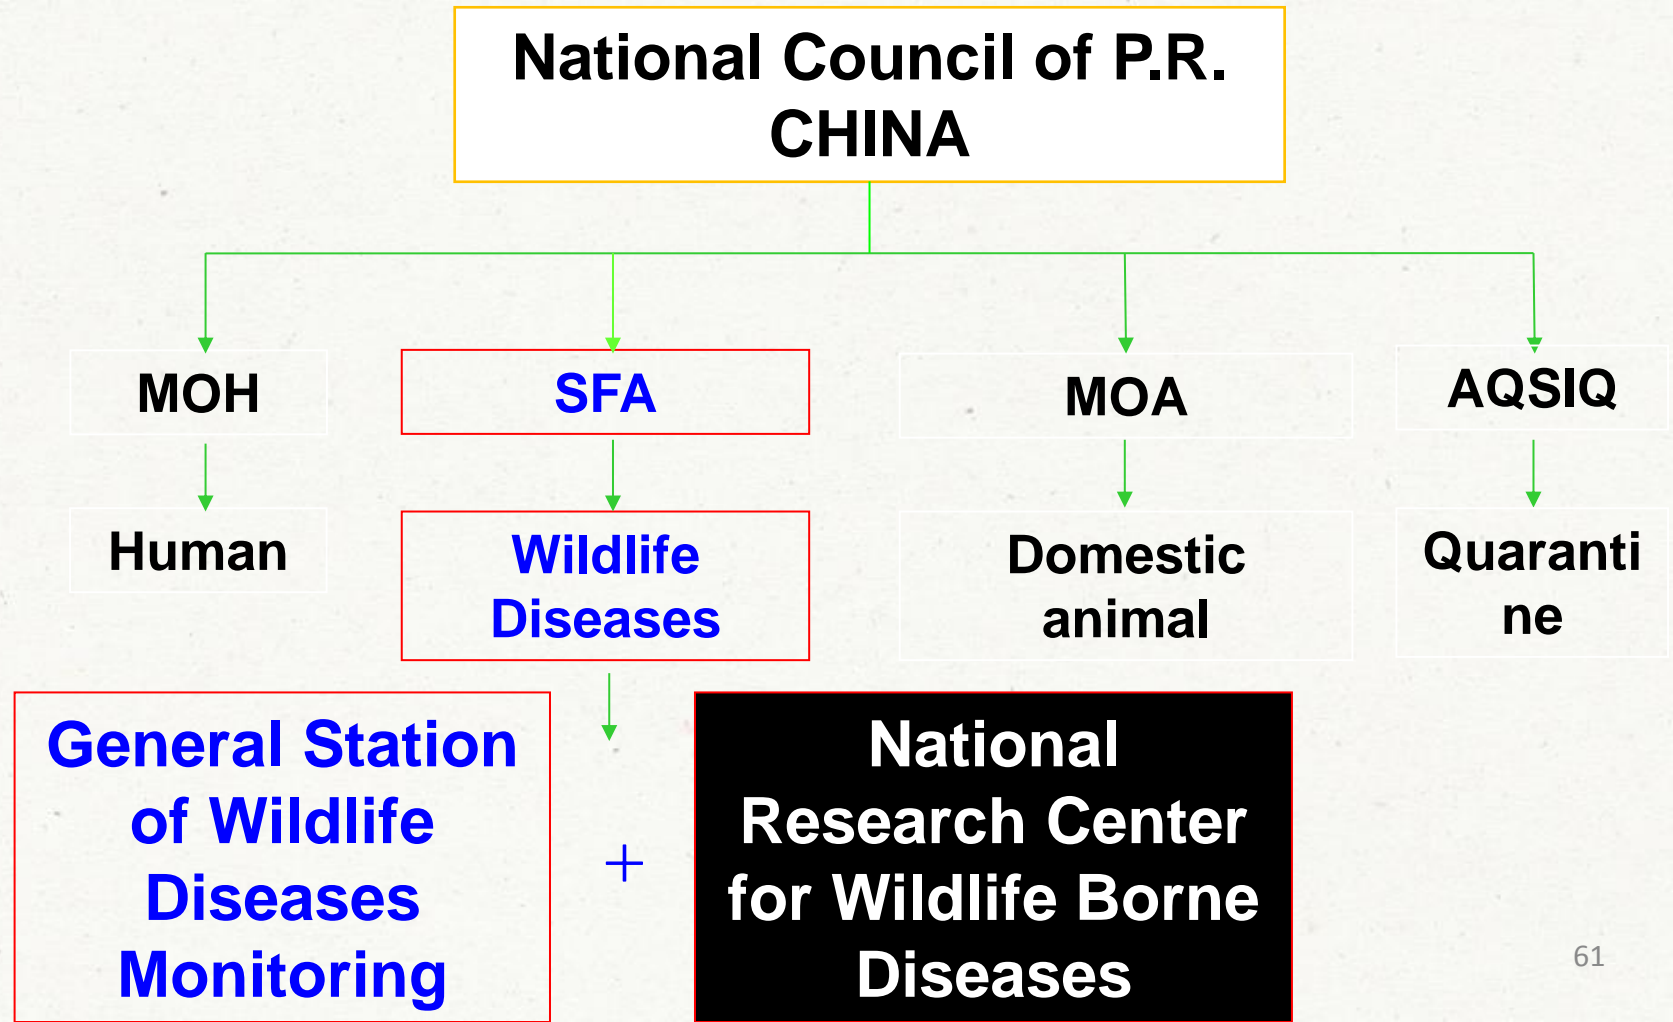 National Council of P.R.
CHINA
MOH
SFA
MOA
AQSIQ
Human
Wildlife
Diseases
Domestic
animal
Quaranti
ne
General Station
of Wildlife
Diseases
Monitoring
+
National
Research Center
for Wildlife Borne
Diseases
61